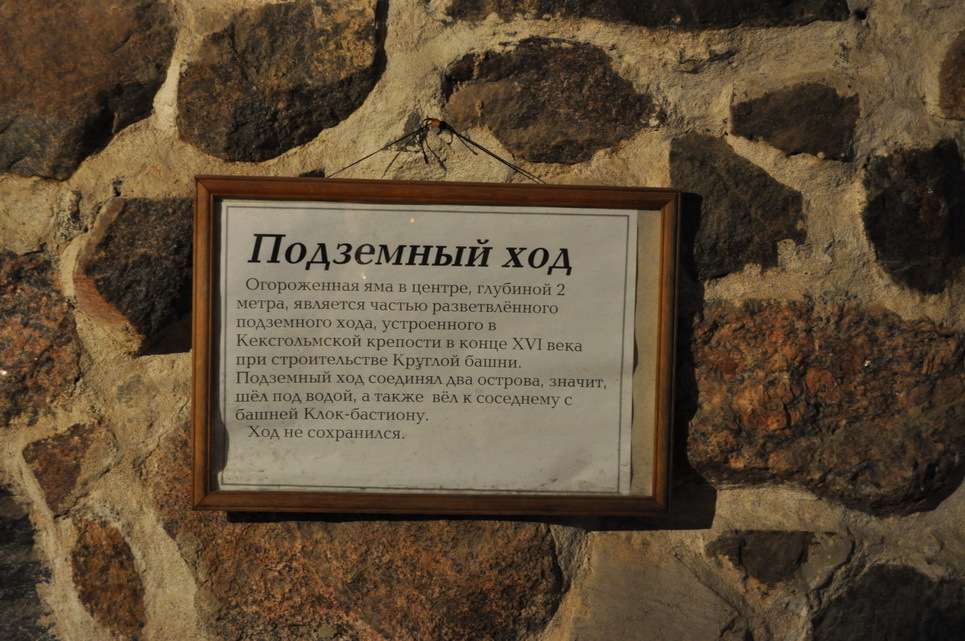 Подземный ход
Огороженная яма в центре, глубиной 2
метра, является частью разветвлённого
подземного хода, устроенного в
Кексгольмской крепости в конце XVI века
при строительстве Круглой башни.
Подземный ход соединял два острова, значит,
шёл под водой, а также вёл к соседнему с
башней Клок-бастиону.
Ход не сохранился.